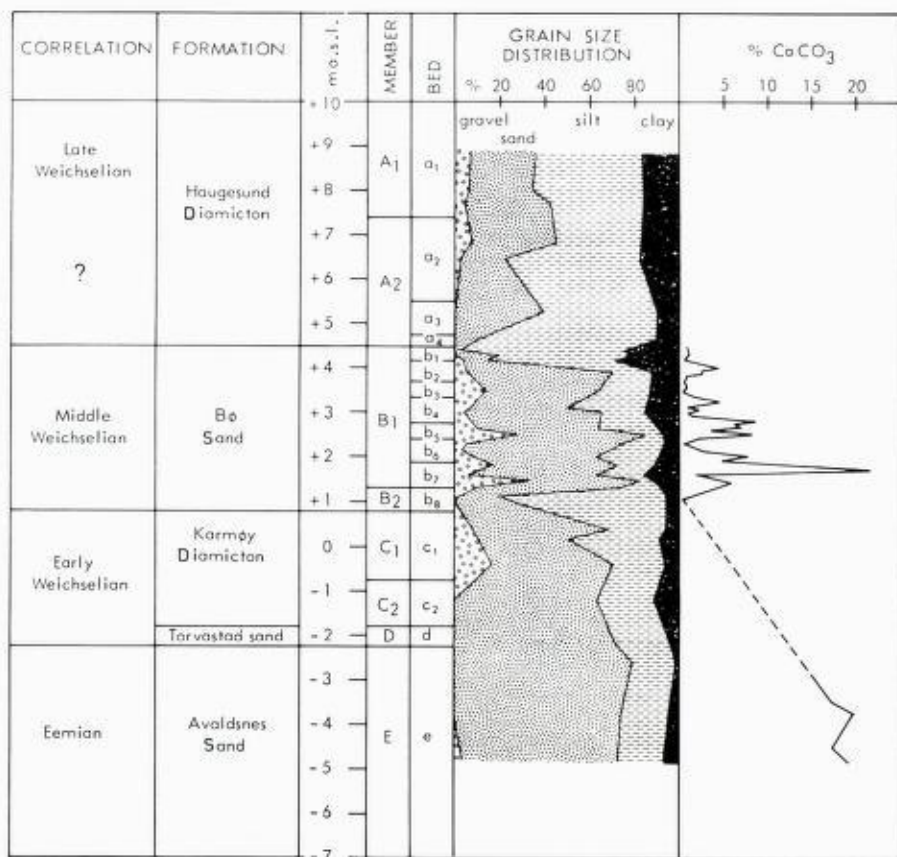 CORRELATION
FORMATION
m o.s.l.
MEMBER
BED
GRAIN SIZE
DISTRIBUTION
% 20 40 60 80
gravel
sand
silt
clay
% CaCO3
5 10 15 20
Late
Weichselian
?
Middle
Weichselian
Early
Weichselian
Eemian
Haugesund
Diamicton
Bø
Sand
Karmøy
Diamicton
Torvastad sand
Avaldsnes
Sand
+ 10
+ 9
+ 8
+ 7
+ 6
+ 5
+ 4
+ 3
+ 2
+ 1
0
- 1
- 2
- 3
- 4
- 5
- 6
- 7
A1
A2
B1
B2
C1
C2
D
E
a1
a2
a3
a4
b1
b2
b3
b4
b5
b6
b7
b8
c1
c2
d
e